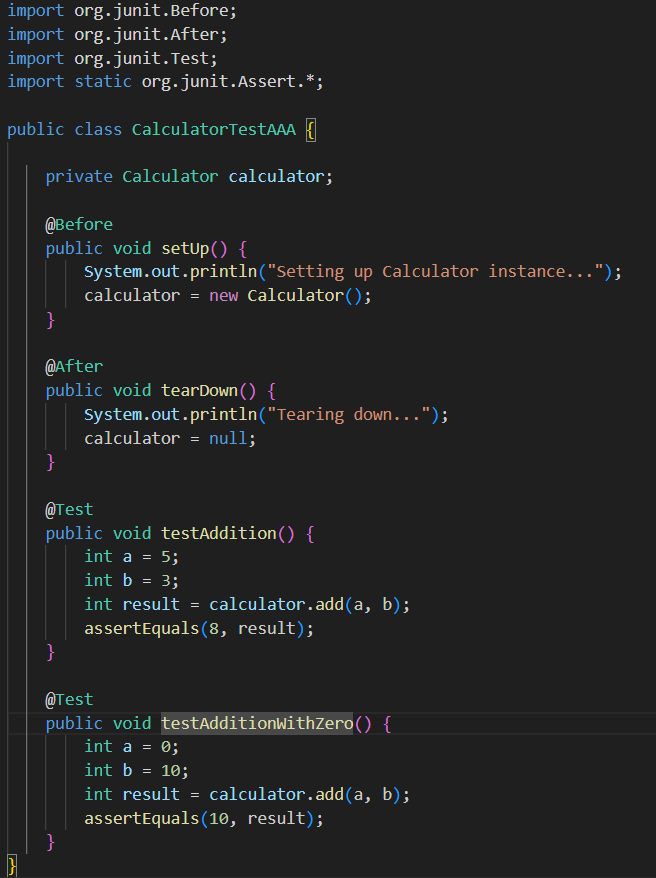 import org.junit.Before;
import org.junit.After;
import org.junit.Test;
import static org.junit.Assert.*;

public class CalculatorTestAAA {

    private Calculator calculator;

    @Before
    public void setUp() {
        System.out.println("Setting up Calculator instance...");
        calculator = new Calculator();
    }

    @After
    public void tearDown() {
        System.out.println("Tearing down...");
        calculator = null;
    }

    @Test
    public void testAddition() {
        int a = 5;
        int b = 3;
        int result = calculator.add(a, b);
        assertEquals(8, result);
    }

    @Test
    public void testAdditionWithZero() {
        int a = 0;
        int b = 10;
        int result = calculator.add(a, b);
        assertEquals(10, result);
    }
}